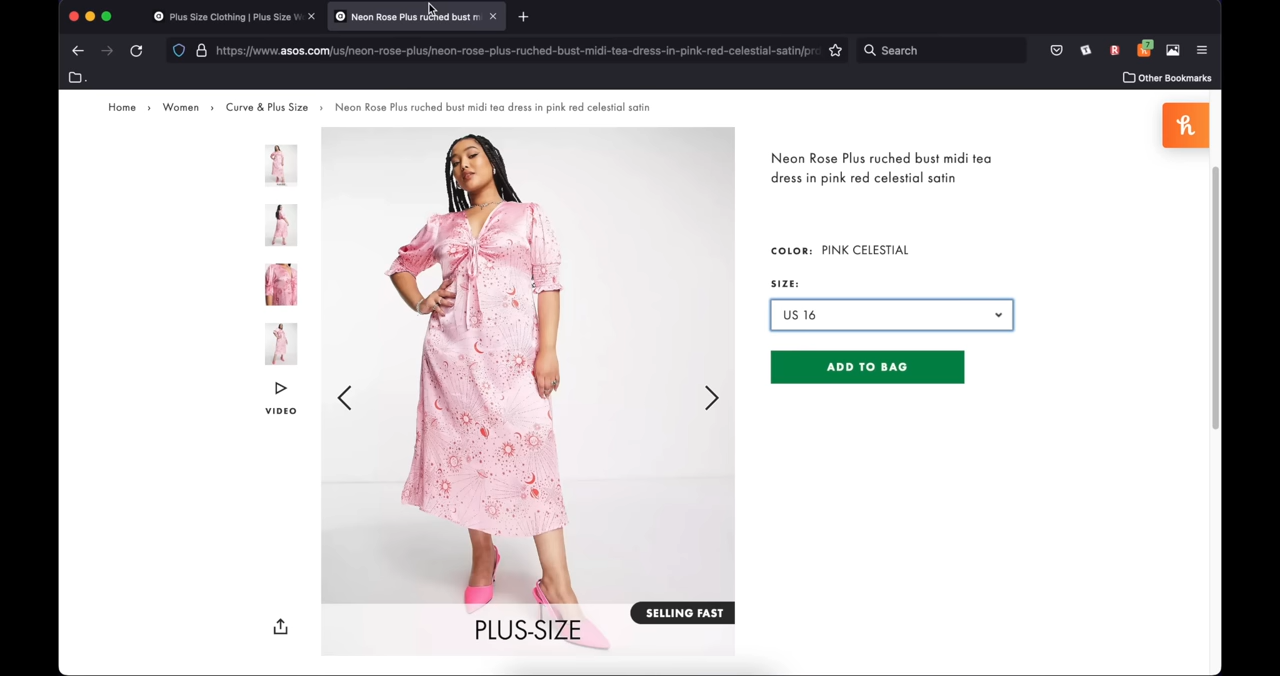 Plus Size Clothing | Plus Size W
Neon Rose Plus ruched bust m
https://www.asos.com/us/neon-rose-plus/neon-rose-plus-ruched-bust-midi-tea-dress-in-pink-red-celestial-satin/pr
Search
7
Other Bookmarks
Home › Women › Curve & Plus Size › Neon Rose Plus ruched bust midi tea dress in pink red celestial satin
Neon Rose Plus ruched bust midi tea
dress in pink red celestial satin
COLOR: PINK CELESTIAL
SIZE:
US 16
ADD TO BAG
VIDEO
SELLING FAST
PLUS-SIZE